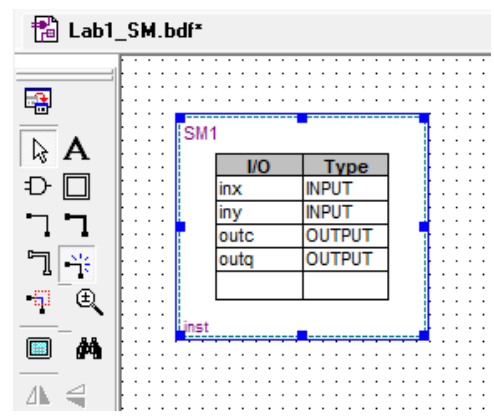 Lab1_SM.bdf*
A
SM1
I/O Type
inx INPUT
iny INPUT
outc OUTPUT
outq OUTPUT
inst